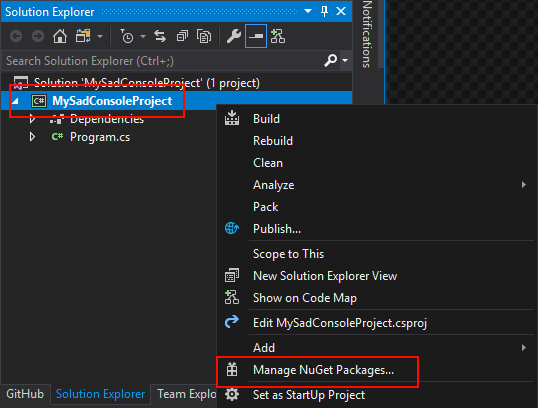 Solution Explorer
Search Solution Explorer (Ctrl+;)
Solution 'MySadConsoleProject' (1 project)
C# MySadConsoleProject
Dependencies
C# Program.cs
Notifications
Build
Rebuild
Clean
Analyze
Pack
Publish...
Scope to This
New Solution Explorer View
Show on Code Map
Edit MySadConsoleProject.csproj
Add
Manage NuGet Packages...
Set as StartUp Project
GitHub Solution Explorer Team Explo